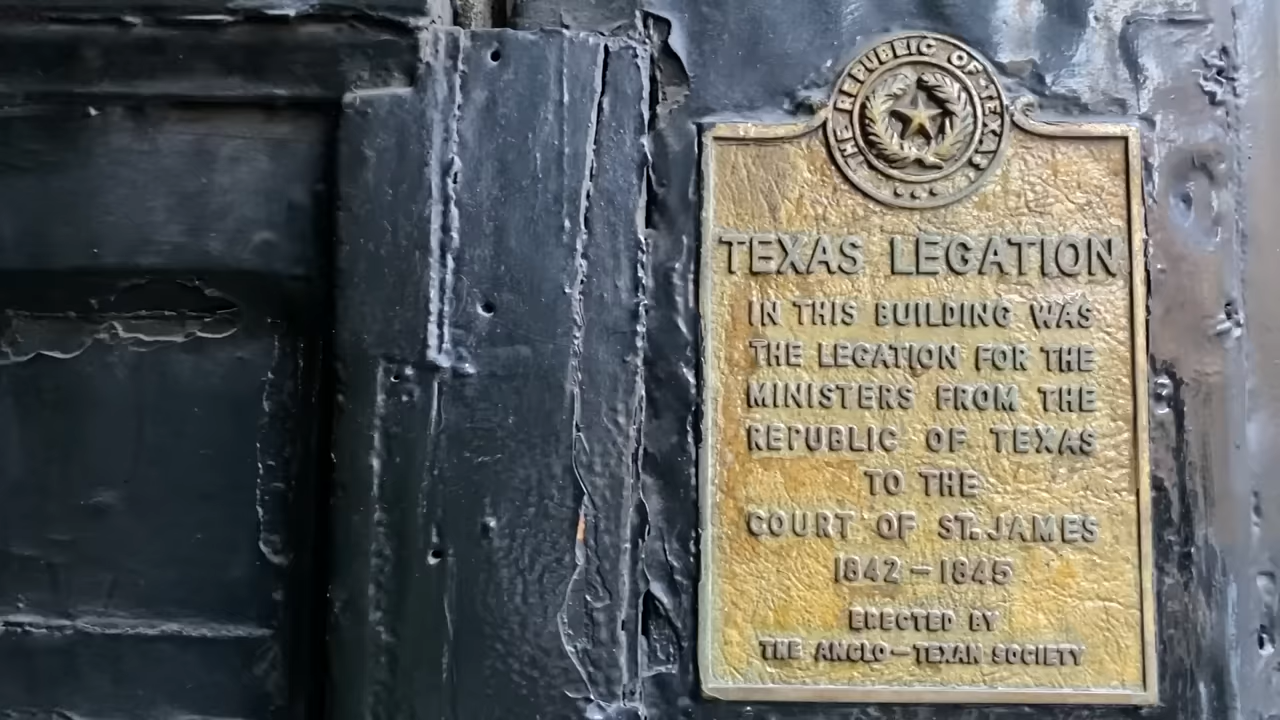 THE REPUBLIC OF TEXAS
TEXAS LEGATION
IN THIS BUILDING WAS
THE LEGATION FOR THE
MINISTERS FROM THE
REPUBLIC OF TEXAS
TO THE
COURT OF ST. JAMES
1842 – 1845
ERECTED BY
THE ANGLO – TEXAN SOCIETY